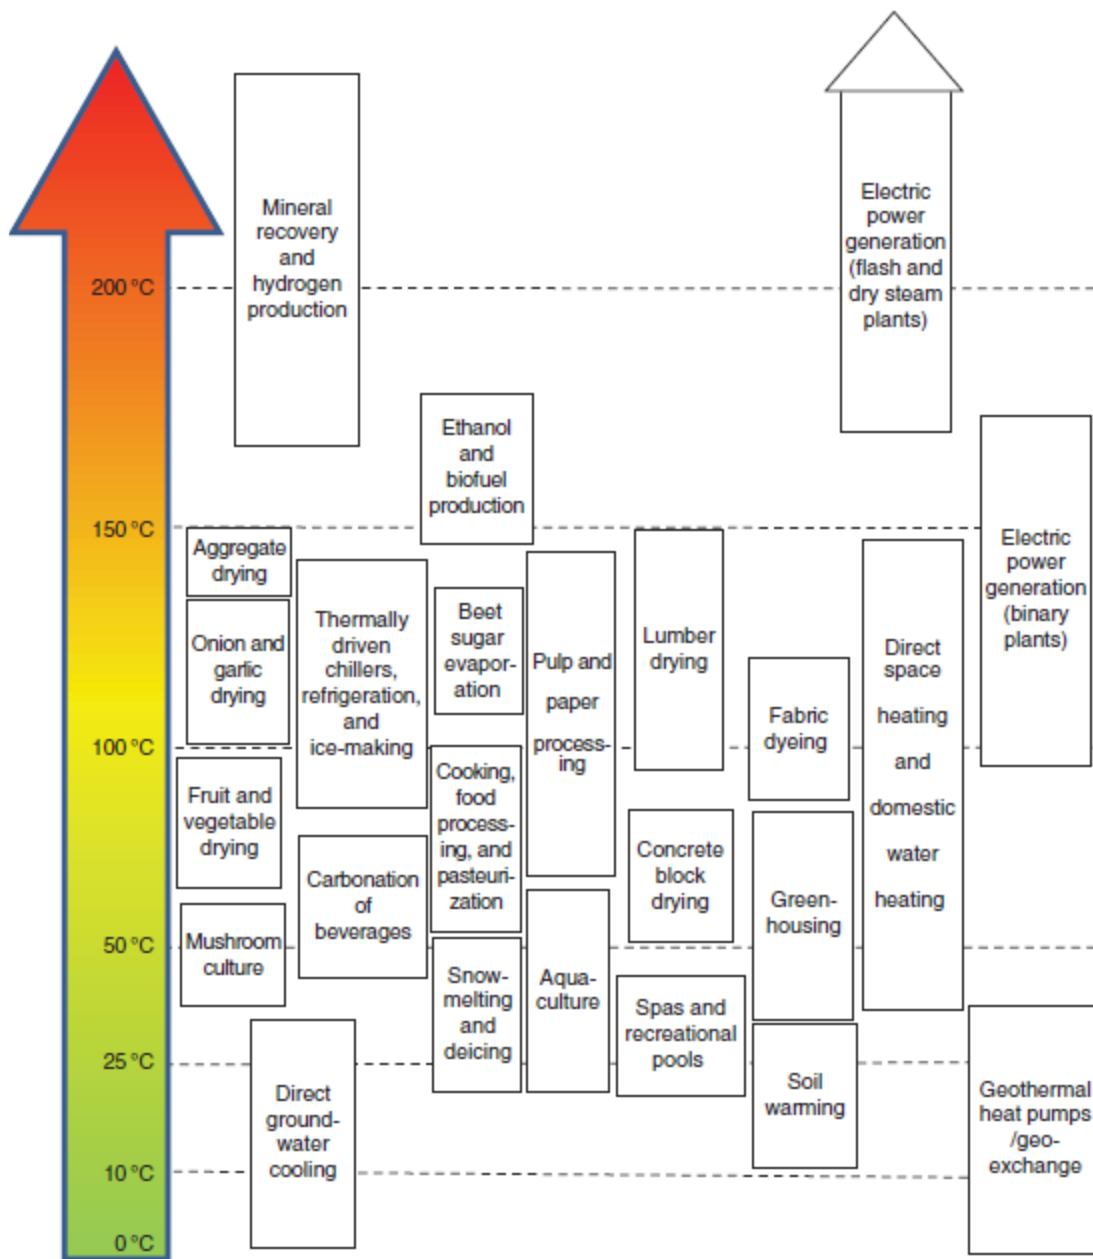 Mineral
recovery
and
hydrogen
production
Electric
power
generation
(flash and
dry steam
plants)
200 °C
Ethanol
and
biofuel
production
150 °C
Aggregate
drying
Thermally
driven
chillers,
refrigeration,
and
ice-making
Beet
sugar
evapor-
ation
Pulp and
paper
process-
ing
Lumber
drying
Electric
power
generation
(binary
plants)
Direct
space
heating
and
domestic
water
heating
Onion and
garlic
drying
Fabric
dyeing
100 °C
Fruit and
vegetable
drying
Cooking,
food
process-
ing, and
pasteuri-
zation
Carbonation
of
beverages
Concrete
block
drying
Green-
housing
50 °C
Mushroom
culture
Snow-
melting
and
deicing
Aqua-
culture
Spas and
recreational
pools
25 °C
Direct
ground-
water
cooling
Soil
warming
Geothermal
heat pumps
/geo-
exchange
10 °C
0 °C